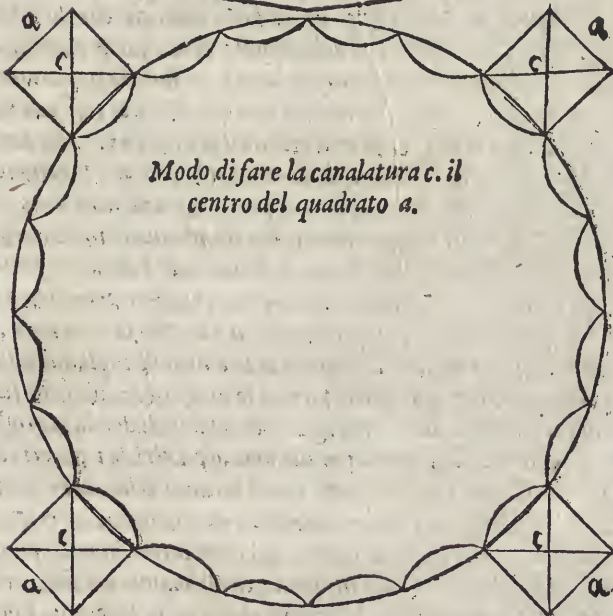 a a
c c
Modo di fare la canalatura c. il
centro del quadrato a.
c c
a a